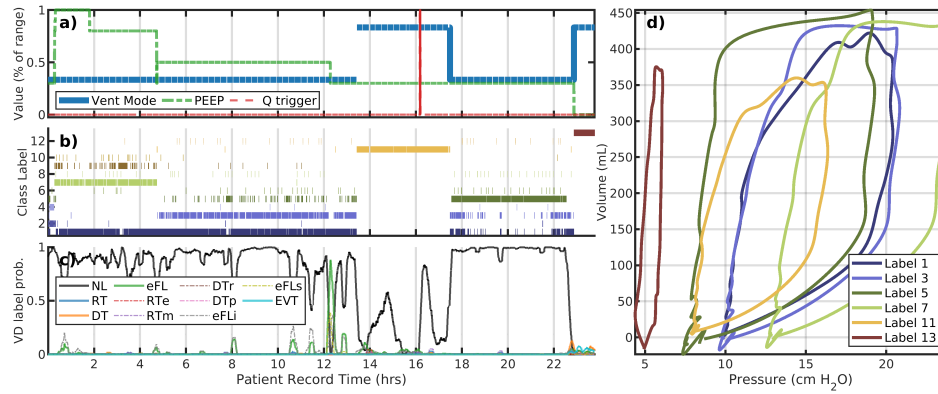 a)
Value (% of range)
1
0.5
0
Vent Mode PEEP Q trigger
b)
Class Label
12
10
8
6
4
2
c)
VD label prob.
1
0.5
0
NL eFL DTr eFLs
RT RTe DTp EVT
DT RTm eFLi
2 4 6 8 10 12 14 16 18 20 22
Patient Record Time (hrs)
d)
Volume (mL)
450
400
350
300
250
200
150
100
50
0
Label 1
Label 3
Label 5
Label 7
Label 11
Label 13
5 10 15 20
Pressure (cm H2O)